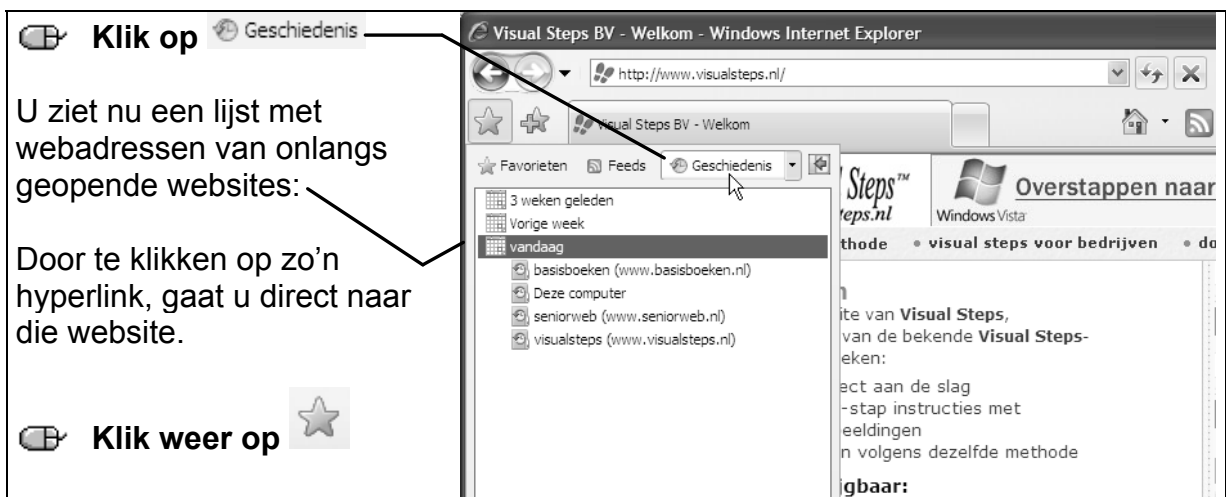 Klik op Geschiedenis
U ziet nu een lijst met
webadressen van onlangs
geopende websites:
Door te klikken op zo’n
hyperlink, gaat u direct naar
die website.
Klik weer op
Visual Steps BV - Welkom - Windows Internet Explorer
http://www.visualsteps.nl/
Visual Steps BV - Welkom
Favorieten Feeds Geschiedenis
3 weken geleden
Vorige week
vandaag
basisboeken (www.basisboeken.nl)
Deze computer
seniorweb (www.seniorweb.nl)
visualsteps (www.visualsteps.nl)
Steps™
teps.nl
Windows Vista
Overstappen naar
thode • visual steps voor bedrijven • do
ite van Visual Steps,
van de bekende Visual Steps-
eken:
ect aan de slag
-stap instructies met
eeldingen
n volgens dezelfde methode
jgbaar: